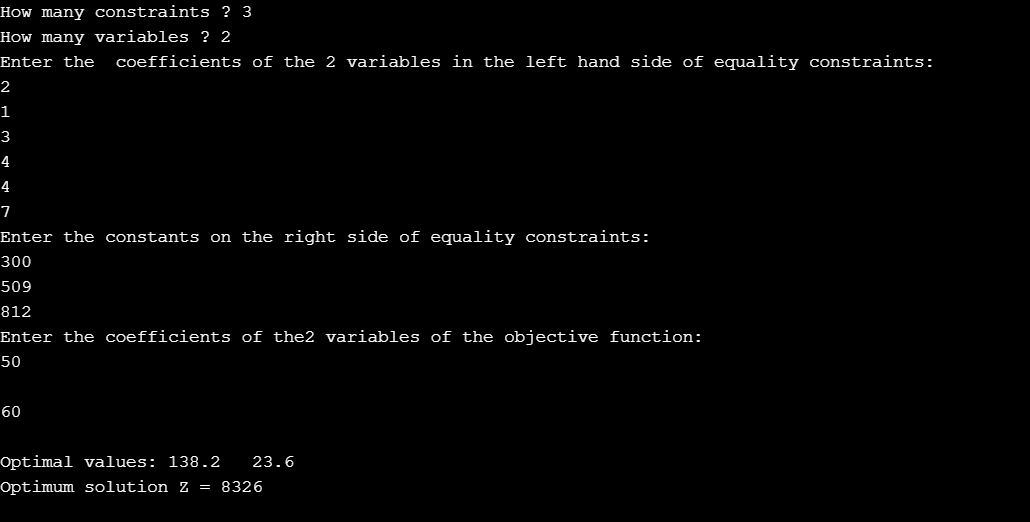 How many constraints ? 3
How many variables ? 2
Enter the  coefficients of the 2 variables in the left hand side of equality constraints:
2
1
3
4
4
7
Enter the constants on the right side of equality constraints:
300
509
812
Enter the coefficients of the2 variables of the objective function:
50
60
Optimal values: 138.2   23.6
Optimum solution Z = 8326